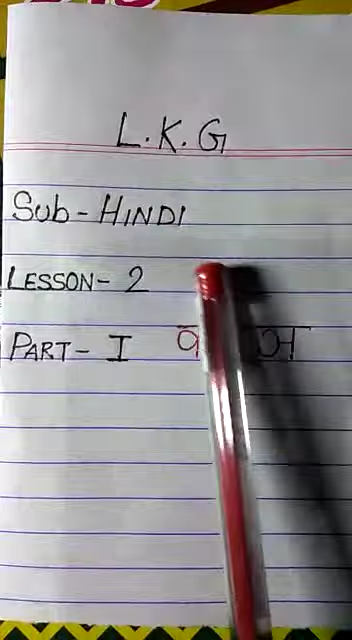 L.K.G
Sub - HINDI
LESSON - 2
PART - I